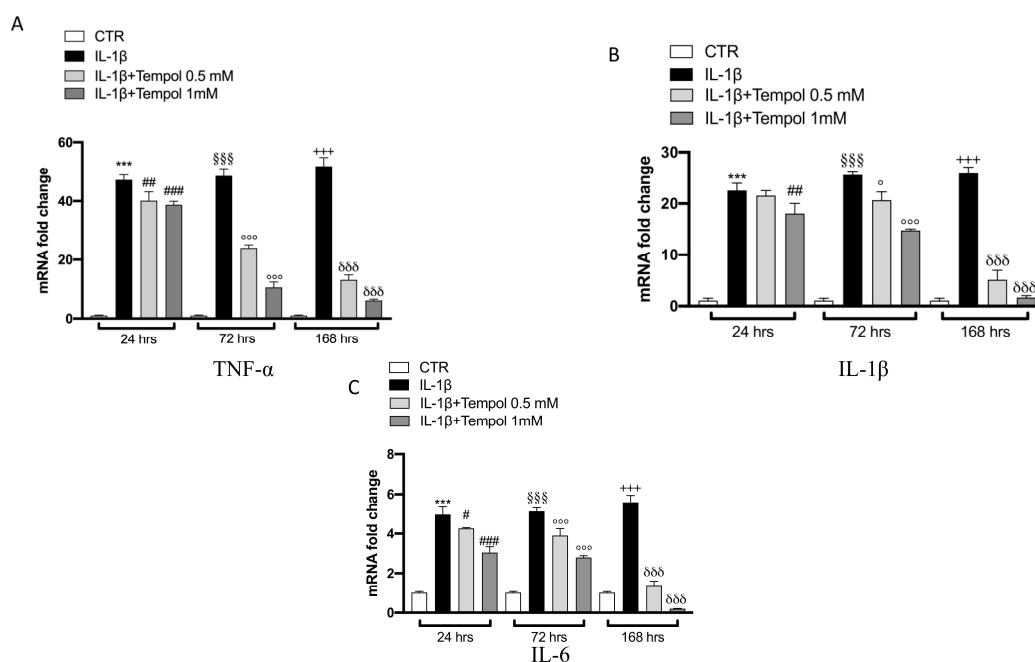 A
CTR
IL-1β
IL-1β+Tempol 0.5 mM
IL-1β+Tempol 1mM
mRNA fold change
60
40
20
0
***
##
###
§§§
°°°
°°°
+++
δδδ
δδδ
24 hrs
72 hrs
168 hrs
TNF-α
B
CTR
IL-1β
IL-1β+Tempol 0.5 mM
IL-1β+Tempol 1mM
mRNA fold change
30
20
10
0
***
##
§§§
°
°°°
+++
δδδ
δδδ
24 hrs
72 hrs
168 hrs
IL-1β
C
CTR
IL-1β
IL-1β+Tempol 0.5 mM
IL-1β+Tempol 1mM
mRNA fold change
8
6
4
2
0
***
#
###
§§§
°°°
°°°
+++
δδδ
δδδ
24 hrs
72 hrs
168 hrs
IL-6